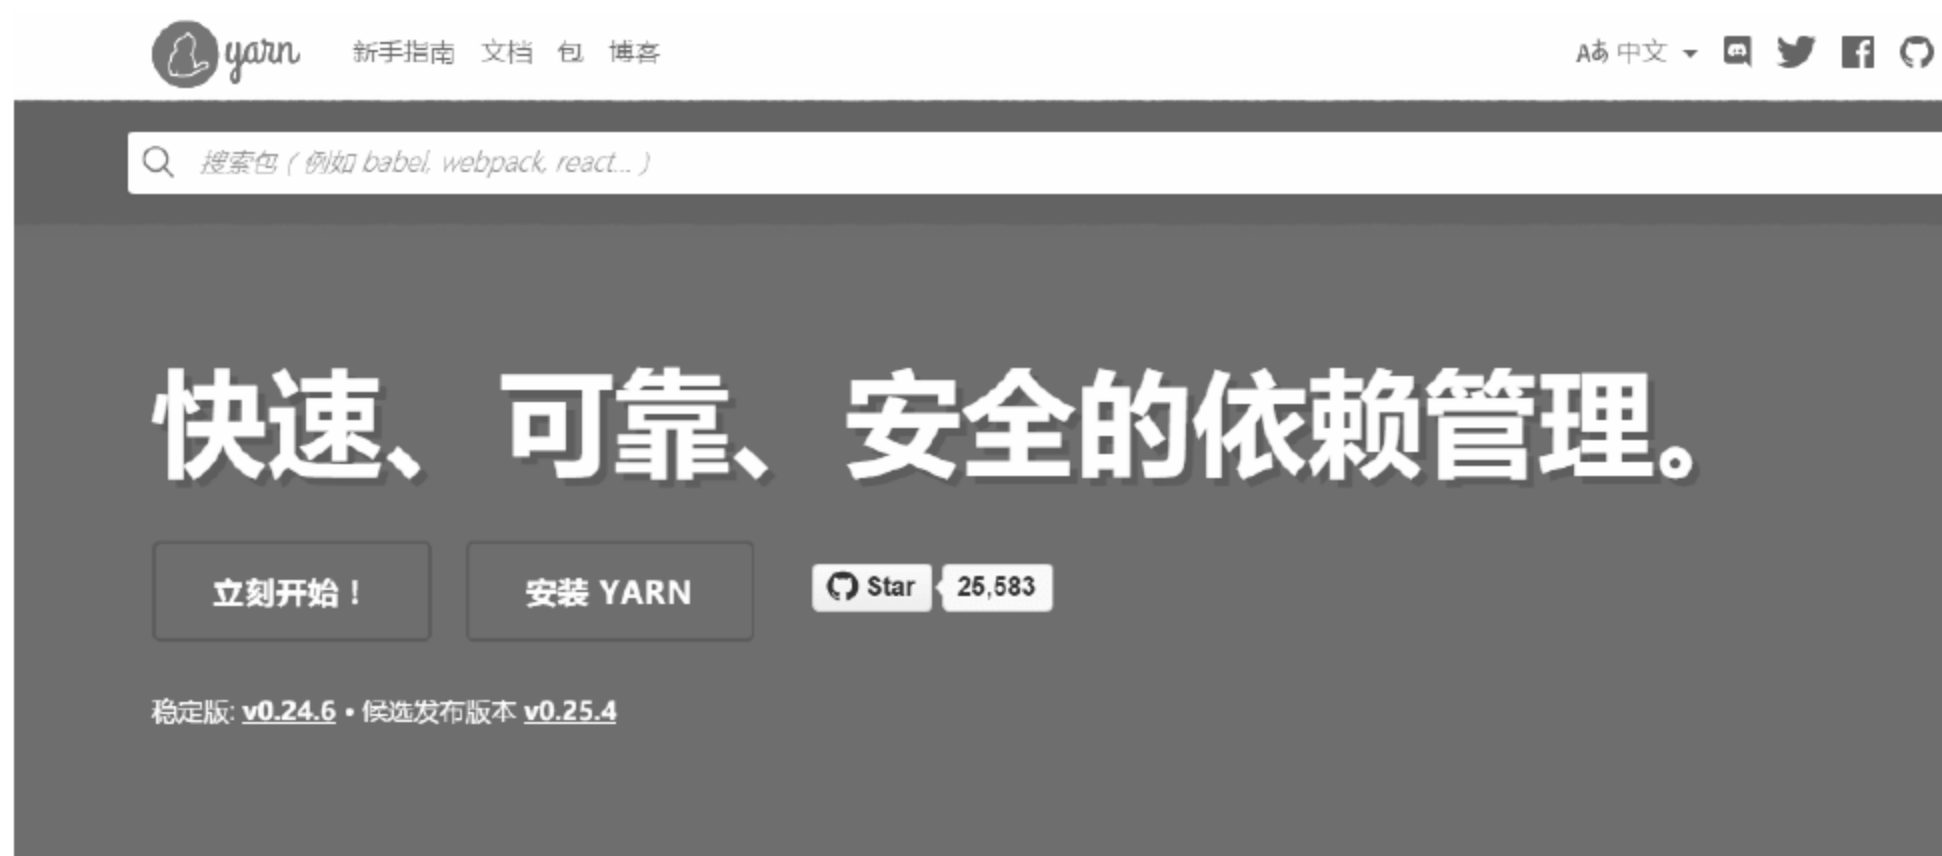 yarn 新手指南 文档 包 博客 Aあ 中文
搜索包（例如 babel, webpack, react...）
快速、可靠、安全的依赖管理。
立刻开始！ 安装 YARN Star 25,583
稳定版: v0.24.6 • 候选发布版本 v0.25.4